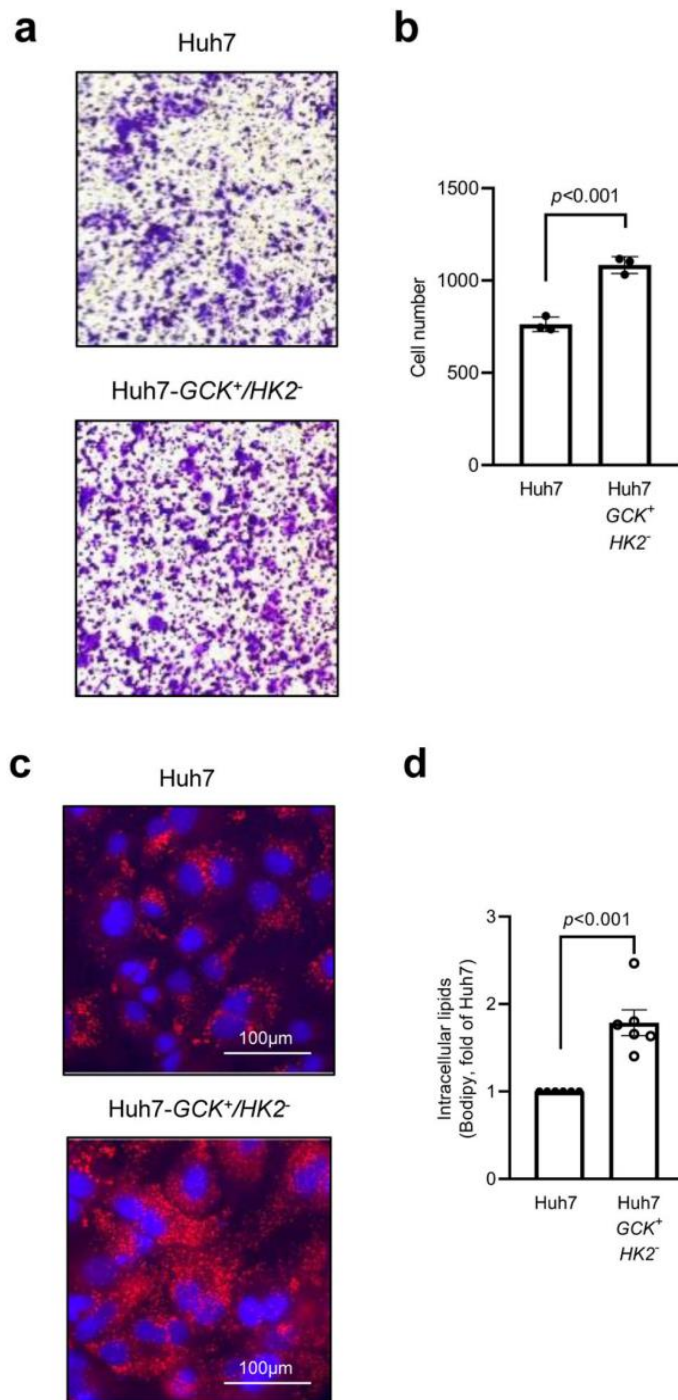 a
Huh7
Huh7-GCK⁺/HK2⁻
b
1500
1000
500
0
Cell number
p<0.001
Huh7
Huh7
GCK⁺
HK2⁻
c
Huh7
100μm
Huh7-GCK⁺/HK2⁻
100μm
d
3
2
1
0
Intracellular lipids
(Bodipy, fold of Huh7)
p<0.001
Huh7
Huh7
GCK⁺
HK2⁻